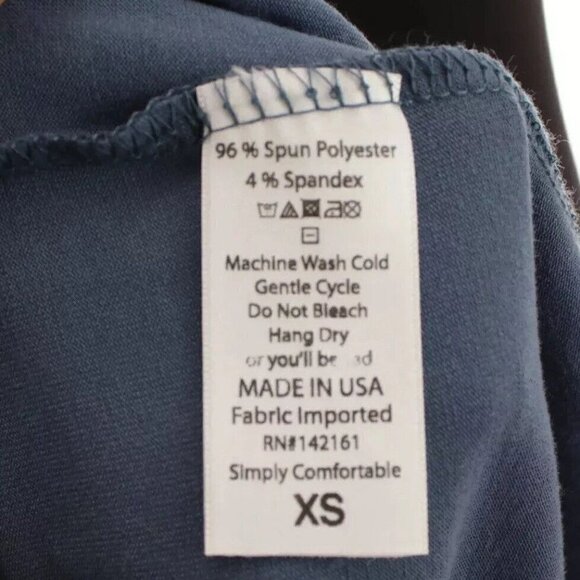 96 % Spun Polyester
4 % Spandex
Machine Wash Cold
Gentle Cycle
Do Not Bleach
Hang Dry
or you'll be
MADE IN USA
Fabric Imported
RN#142161
Simply Comfortable
XS